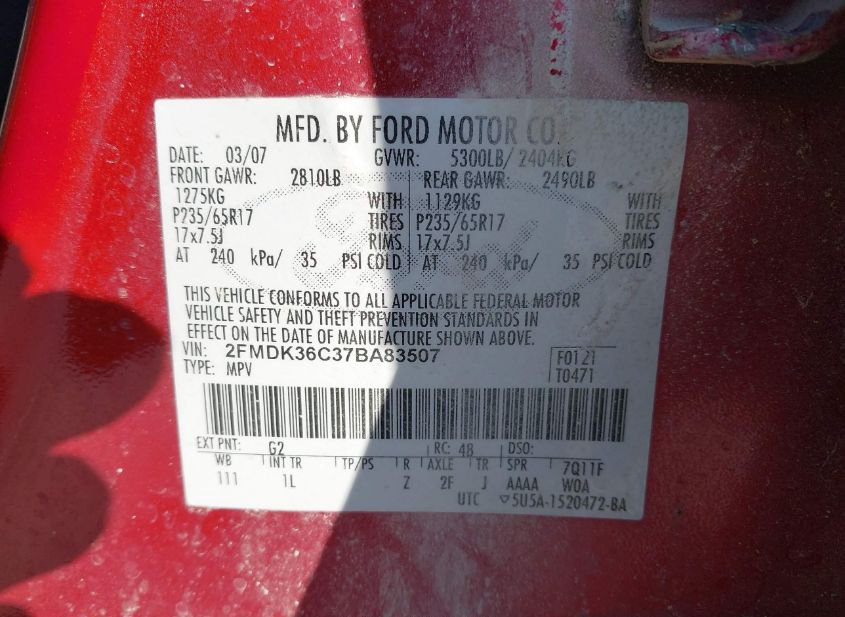 MFD. BY FORD MOTOR CO.
DATE: 03/07 GVWR: 5300LB/ 2404KG
FRONT GAWR: 2810LB REAR GAWR: 2490LB
1275KG WITH 1129KG WITH
P235/65R17 TIRES P235/65R17 TIRES
17x7.5J RIMS 17x7.5J RIMS
AT 240 kPa/ 35 PSI COLD AT 240 kPa/ 35 PSI COLD
THIS VEHICLE CONFORMS TO ALL APPLICABLE FEDERAL MOTOR
VEHICLE SAFETY AND THEFT PREVENTION STANDARDS IN
EFFECT ON THE DATE OF MANUFACTURE SHOWN ABOVE.
VIN: 2FMDK36C37BA83507 F0121
TYPE: MPV T0471
EXT PNT: G2 RC: 48 DSO:
WB INT TR TP/PS R AXLE TR SPR 7Q11F
111 1L Z 2F J AAAA W0A
UTC ▽5U5A-1520472-BA